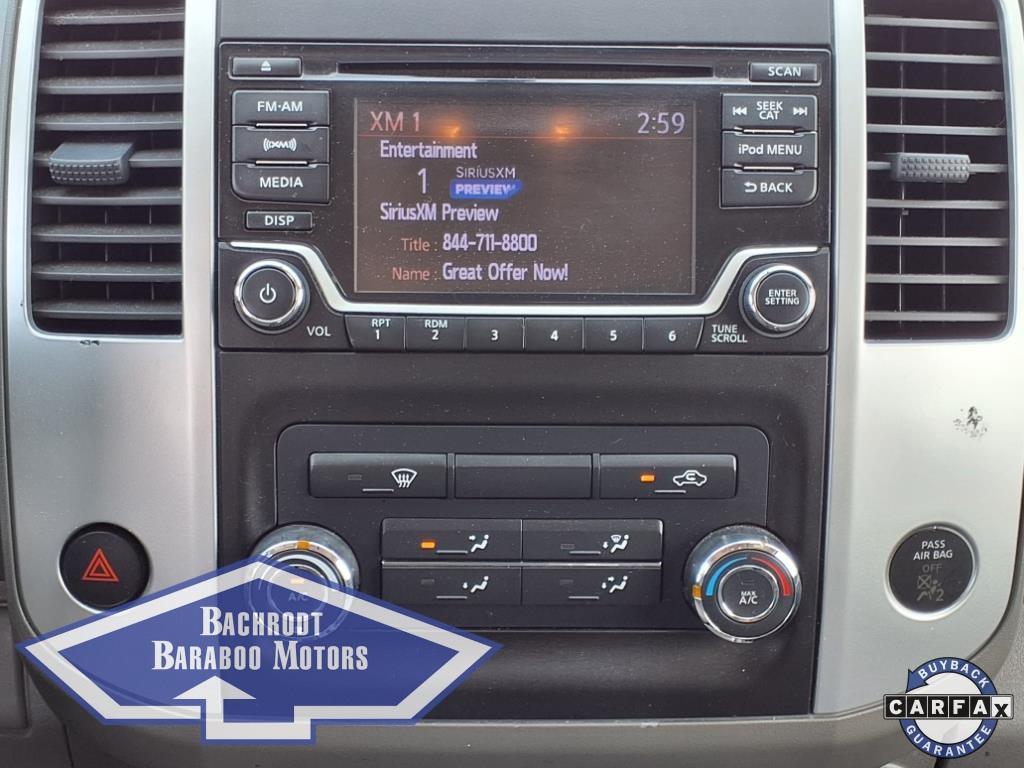 SCAN
FM·AM
((XM))
MEDIA
DISP
XM 1 2:59
Entertainment
1 SIRIUSXM
PREVIEW
SiriusXM Preview
Title : 844-711-8800
Name : Great Offer Now!
SEEK
CAT
iPod MENU
BACK
ENTER
SETTING
VOL
RPT
1
RDM
2
3
4
5
6
TUNE
SCROLL
A/C
MAX
A/C
PASS
AIR BAG
OFF
2
BACHRODT
BARABOO MOTORS
BUYBACK
CARFAX
GUARANTEE